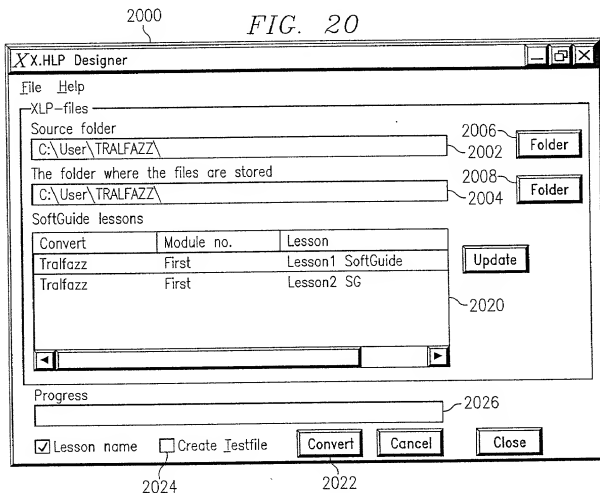 2000
FIG. 20
X X.HLP Designer
File Help
XLP-files
Source folder
2006
C:\User\TRALFAZZ\
2002
Folder
The folder where the files are stored
2008
C:\User\TRALFAZZ\
2004
Folder
SoftGuide lessons
Convert Module no. Lesson
Tralfazz First Lesson1 SoftGuide
Update
Tralfazz First Lesson2 SG
2020
Progress
2026
Lesson name Create Testfile Convert Cancel Close
2024 2022